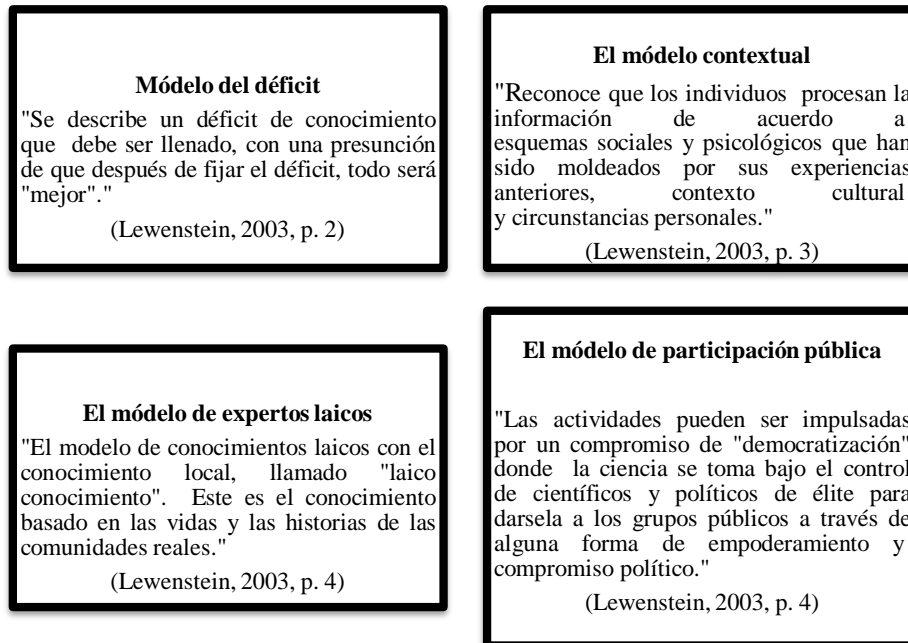 Módelo del déficit
"Se describe un déficit de conocimiento
que debe ser llenado, con una presunción
de que después de fijar el déficit, todo será
"mejor"."
(Lewenstein, 2003, p. 2)
El módelo contextual
"Reconoce que los individuos procesan la
información de acuerdo a
esquemas sociales y psicológicos que han
sido moldeados por sus experiencias
anteriores, contexto cultural
y circunstancias personales."
(Lewenstein, 2003, p. 3)
El módelo de expertos laicos
"El modelo de conocimientos laicos con el
conocimiento local, llamado "laico
conocimiento". Este es el conocimiento
basado en las vidas y las historias de las
comunidades reales."
(Lewenstein, 2003, p. 4)
El módelo de participación pública
"Las actividades pueden ser impulsadas
por un compromiso de "democratización"
donde la ciencia se toma bajo el control
de científicos y políticos de élite para
darsela a los grupos públicos a través de
alguna forma de empoderamiento y
compromiso político."
(Lewenstein, 2003, p. 4)